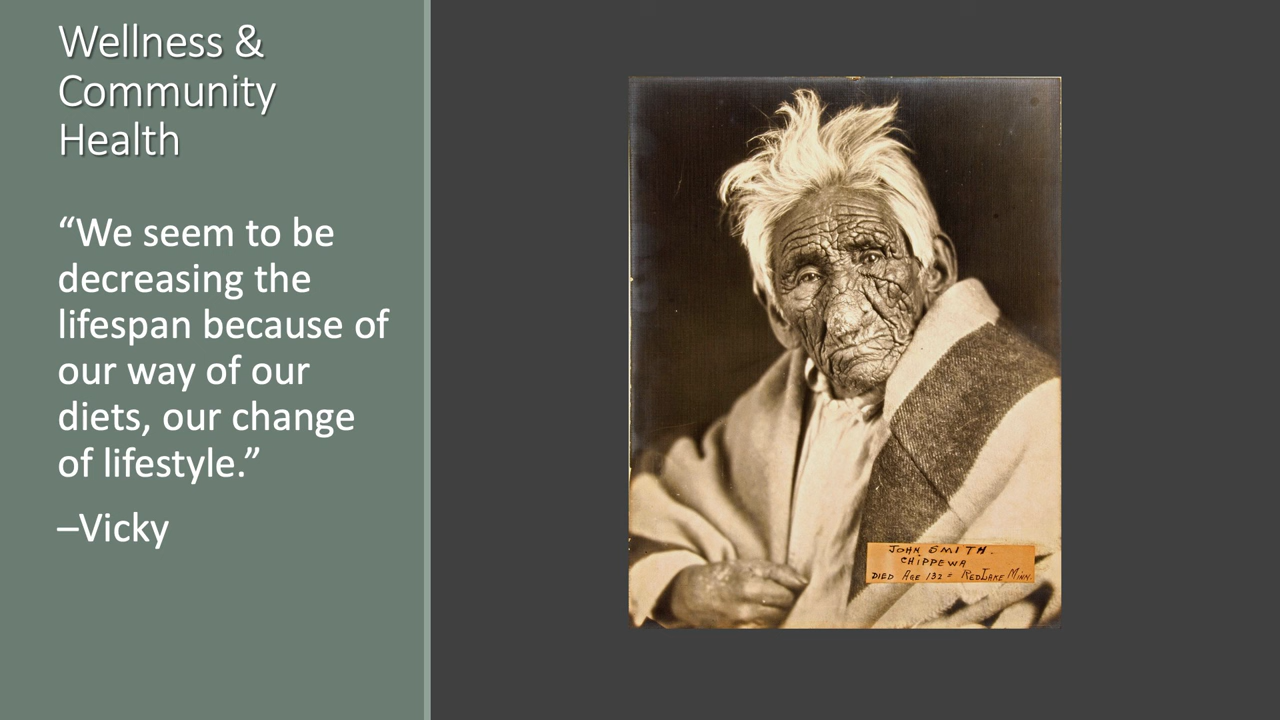 Wellness &
Community
Health
“We seem to be
decreasing the
lifespan because of
our way of our
diets, our change
of lifestyle.”
–Vicky
JOHN SMITH.
CHIPPEWA
DIED AGE 132 = RED LAKE MINN.